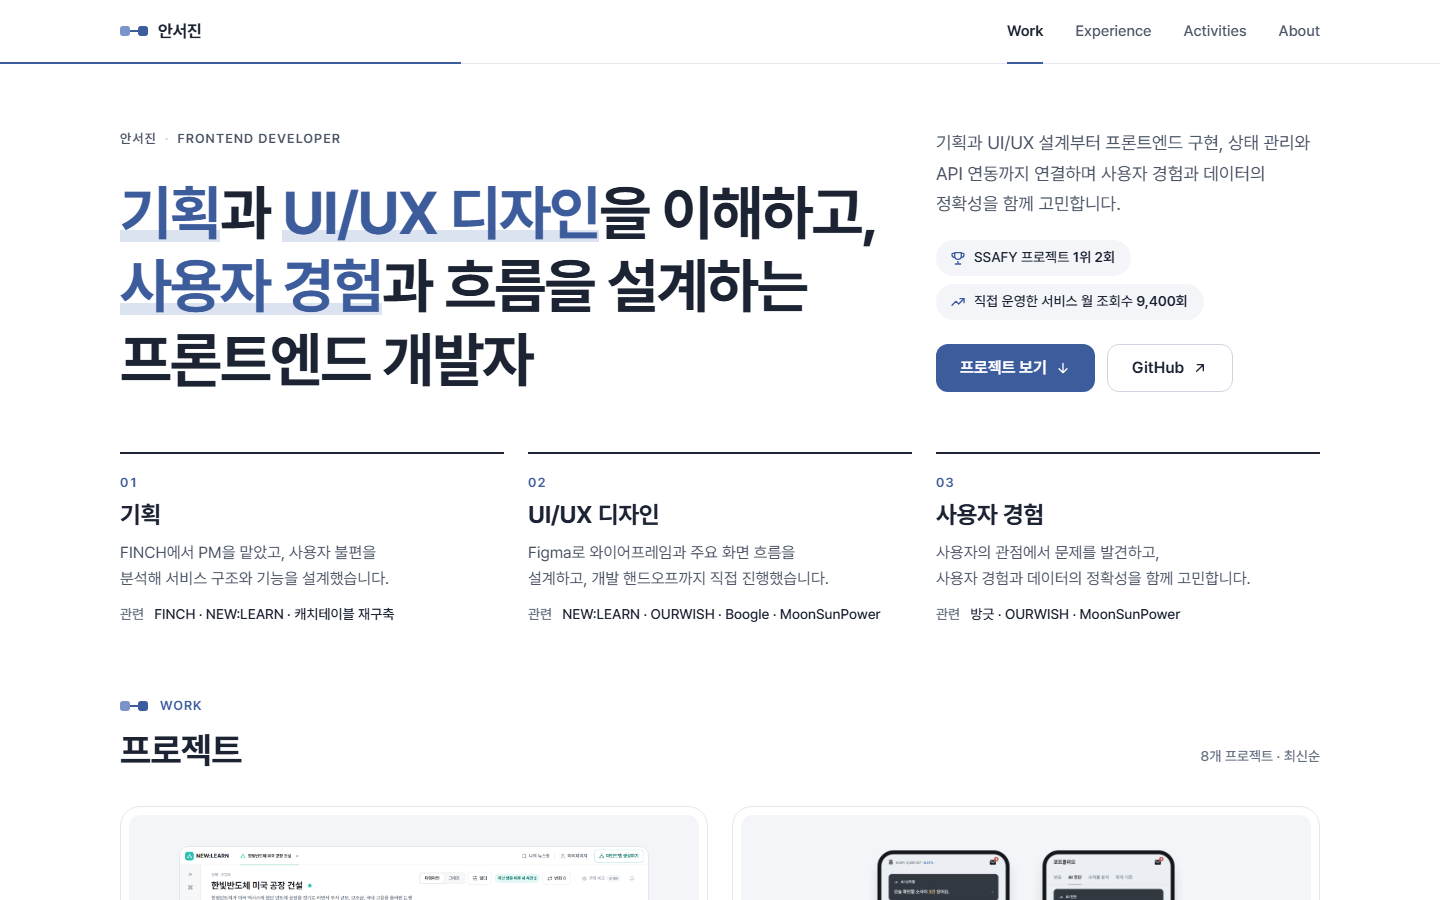 안서진
Work
Experience
Activities
About
안서진 · FRONTEND DEVELOPER
기획과 UI/UX 디자인을 이해하고,
사용자 경험과 흐름을 설계하는
프론트엔드 개발자
기획과 UI/UX 설계부터 프론트엔드 구현, 상태 관리와
API 연동까지 연결하며 사용자 경험과 데이터의
정확성을 함께 고민합니다.
SSAFY 프로젝트 1위 2회
직접 운영한 서비스 월 조회수 9,400회
프로젝트 보기 ↓
GitHub ↗
01
기획
FINCH에서 PM을 맡았고, 사용자 불편을
분석해 서비스 구조와 기능을 설계했습니다.
관련 FINCH · NEW:LEARN · 캐치테이블 재구축
02
UI/UX 디자인
Figma로 와이어프레임과 주요 화면 흐름을
설계하고, 개발 핸드오프까지 직접 진행했습니다.
관련 NEW:LEARN · OURWISH · Boogle · MoonSunPower
03
사용자 경험
사용자의 관점에서 문제를 발견하고,
사용자 경험과 데이터의 정확성을 함께 고민합니다.
관련 방긋 · OURWISH · MoonSunPower
WORK
프로젝트
8개 프로젝트 · 최신순
NEW:LEARN
한빛반도체 미국 공장 건설
한빛반도체 미국 공장 건설
포트폴리오